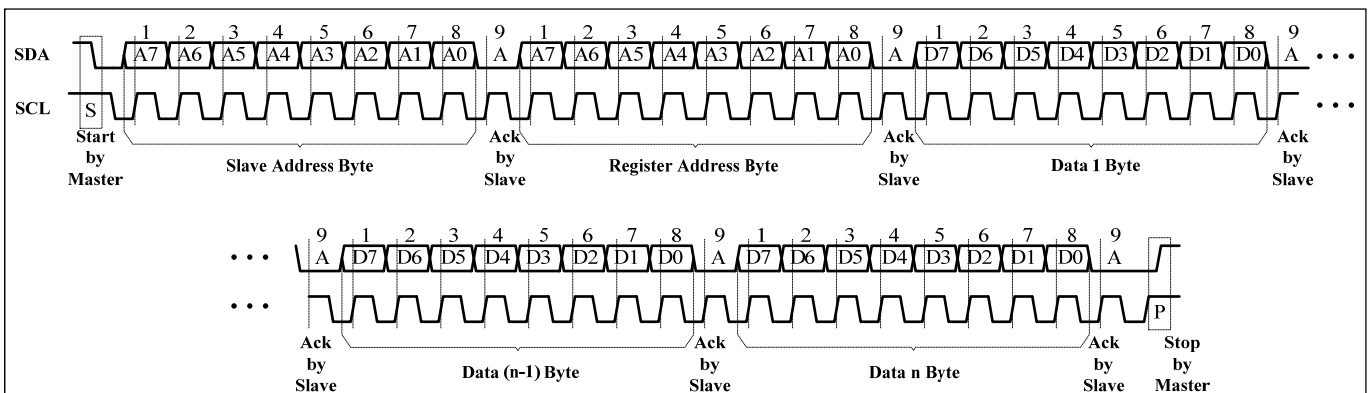 1 2 3 4 5 6 7 8 9 1 2 3 4 5 6 7 8 9 1 2 3 4 5 6 7 8 9
SDA A7 A6 A5 A4 A3 A2 A1 A0 A A7 A6 A5 A4 A3 A2 A1 A0 A D7 D6 D5 D4 D3 D2 D1 D0 A • • •
SCL S • • •
Start by Master
Slave Address Byte
Ack by Slave
Register Address Byte
Ack by Slave
Data 1 Byte
Ack by Slave
9 1 2 3 4 5 6 7 8 9 1 2 3 4 5 6 7 8 9
• • • A D7 D6 D5 D4 D3 D2 D1 D0 A D7 D6 D5 D4 D3 D2 D1 D0 A
• • • P
Ack by Slave
Data (n-1) Byte
Ack by Slave
Data n Byte
Ack by Slave
Stop by Master